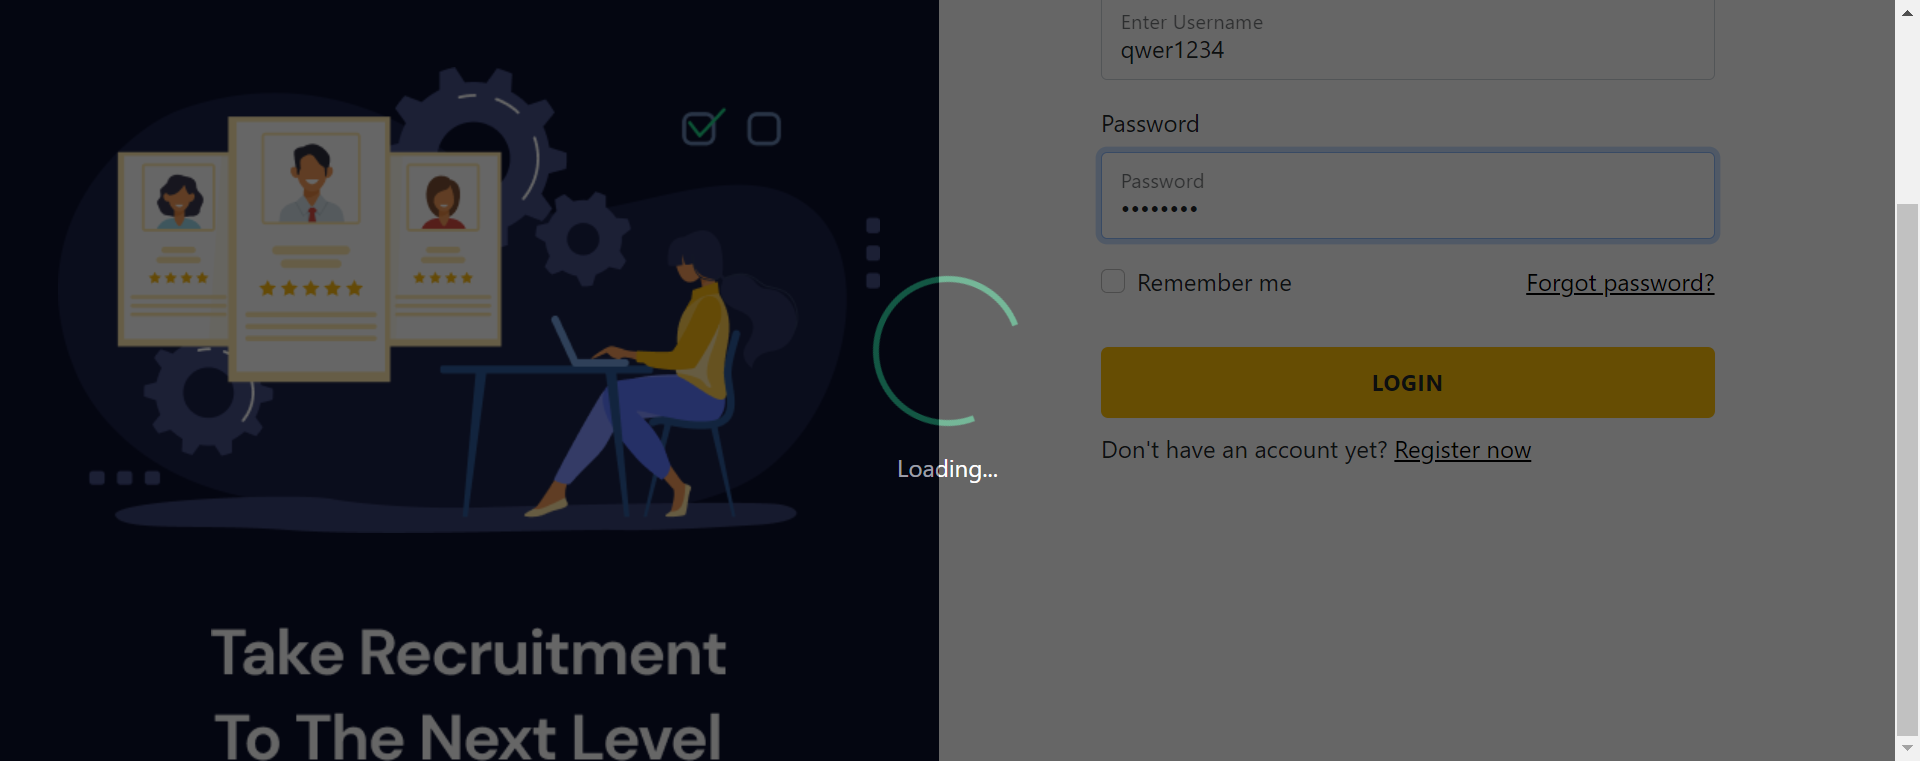 Enter Username
qwer1234
Password
Password
••••••••
Remember me
Forgot password?
LOGIN
Don't have an account yet? Register now
Loading...
Take Recruitment
To The Next Level